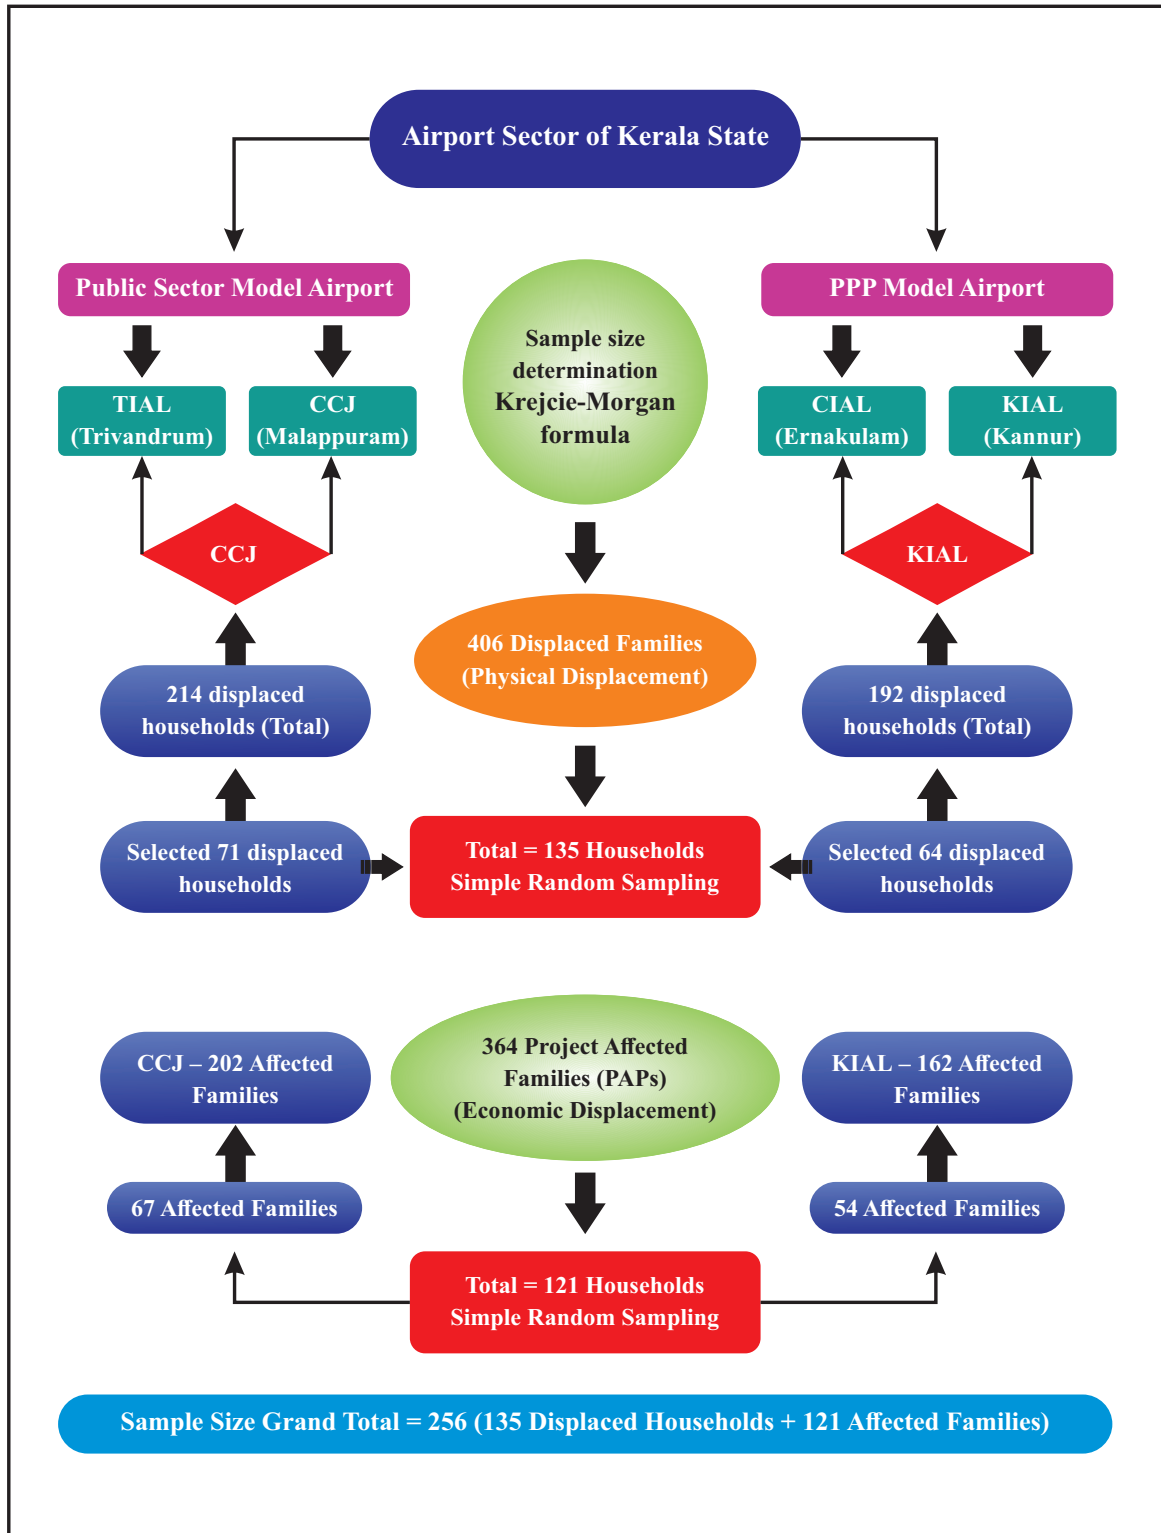 Airport Sector of Kerala State
Public Sector Model Airport
PPP Model Airport
Sample size
determination
Krejcie-Morgan
formula
TIAL
(Trivandrum)
CCJ
(Malappuram)
CIAL
(Ernakulam)
KIAL
(Kannur)
CCJ
KIAL
406 Displaced Families
(Physical Displacement)
214 displaced
households (Total)
192 displaced
households (Total)
Selected 71 displaced
households
Total = 135 Households
Simple Random Sampling
Selected 64 displaced
households
CCJ – 202 Affected
Families
364 Project Affected
Families (PAPs)
(Economic Displacement)
KIAL – 162 Affected
Families
67 Affected Families
54 Affected Families
Total = 121 Households
Simple Random Sampling
Sample Size Grand Total = 256 (135 Displaced Households + 121 Affected Families)